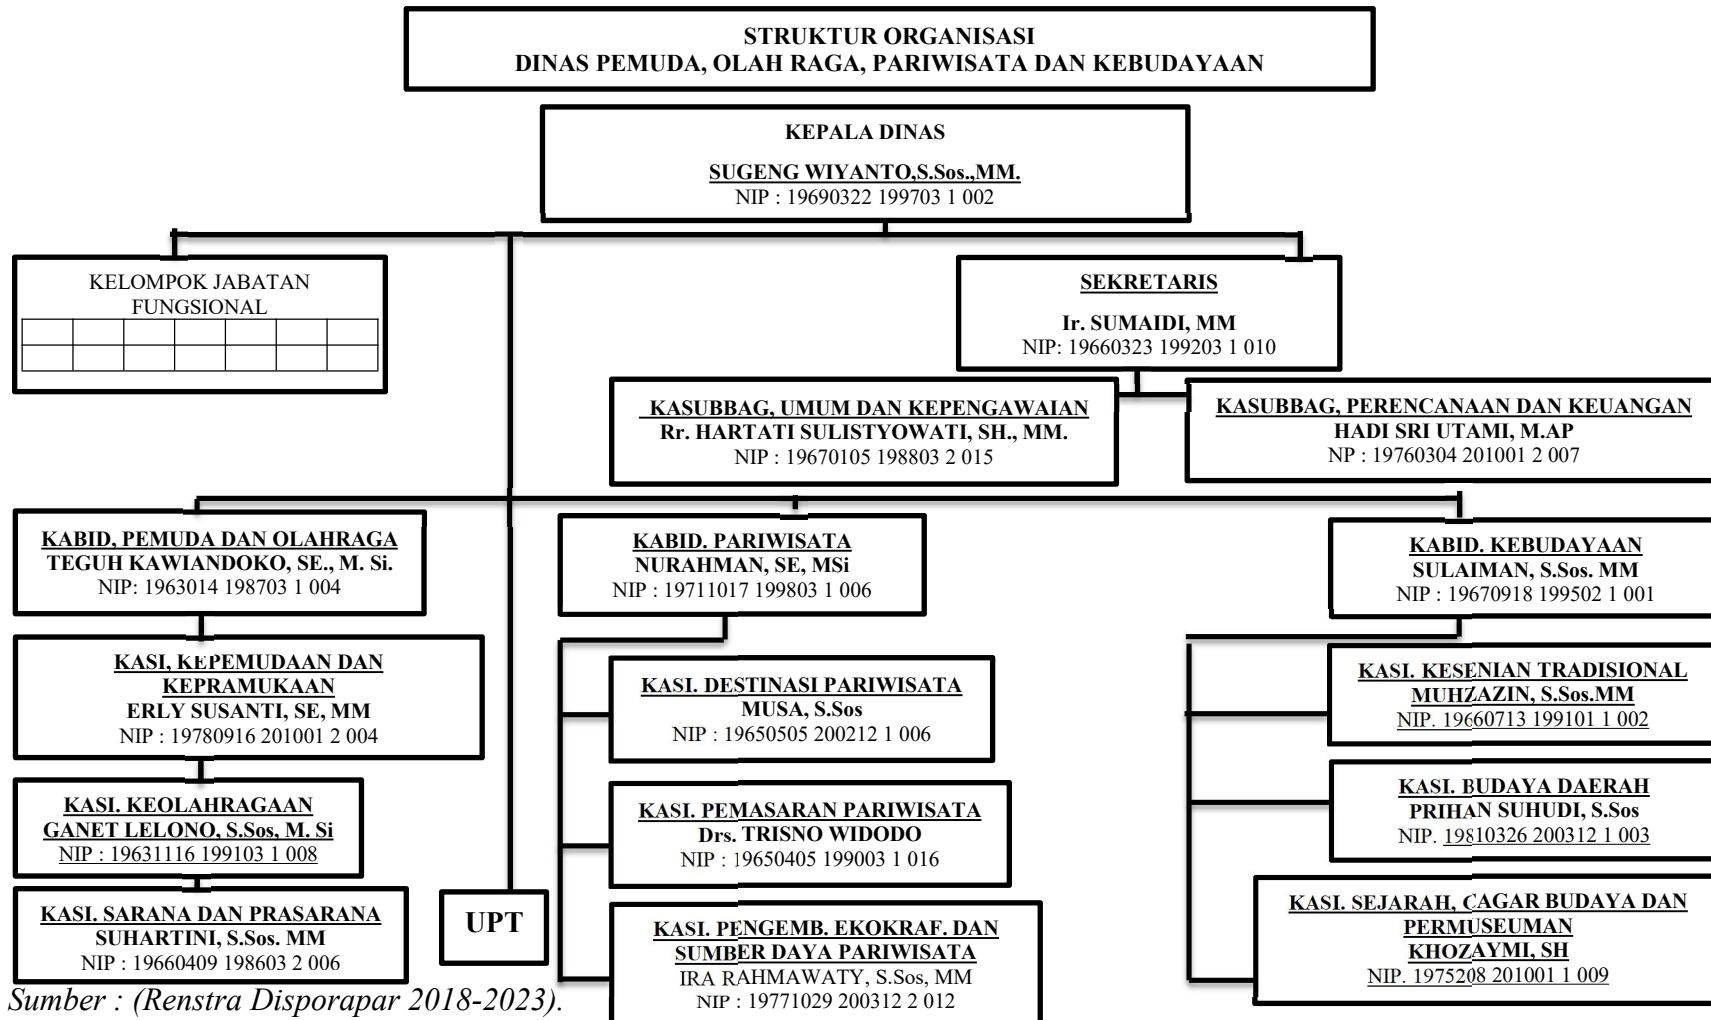 STRUKTUR ORGANISASI
DINAS PEMUDA, OLAH RAGA, PARIWISATA DAN KEBUDAYAAN
KEPALA DINAS
SUGENG WIYANTO,S.Sos.,MM.
NIP : 19690322 199703 1 002
KELOMPOK JABATAN
FUNGSIONAL
SEKRETARIS
Ir. SUMAIDI, MM
NIP: 19660323 199203 1 010
KASUBBAG, UMUM DAN KEPENGAWAIAN
Rr. HARTATI SULISTYOWATI, SH., MM.
NIP : 19670105 198803 2 015
KASUBBAG, PERENCANAAN DAN KEUANGAN
HADI SRI UTAMI, M.AP
NP : 19760304 201001 2 007
KABID, PEMUDA DAN OLAHRAGA
TEGUH KAWIANDOKO, SE., M. Si.
NIP: 1963014 198703 1 004
KASI, KEPEMUDAAN DAN
KEPRAMUKAAN
ERLY SUSANTI, SE, MM
NIP : 19780916 201001 2 004
KASI. KEOLAHRAGAAN
GANET LELONO, S.Sos, M. Si
NIP : 19631116 199103 1 008
KASI. SARANA DAN PRASARANA
SUHARTINI, S.Sos. MM
NIP : 19660409 198603 2 006
UPT
KABID. PARIWISATA
NURAHMAN, SE, MSi
NIP : 19711017 199803 1 006
KASI. DESTINASI PARIWISATA
MUSA, S.Sos
NIP : 19650505 200212 1 006
KASI. PEMASARAN PARIWISATA
Drs. TRISNO WIDODO
NIP : 19650405 199003 1 016
KASI. PENGEMB. EKOKRAF. DAN
SUMBER DAYA PARIWISATA
IRA RAHMAWATY, S.Sos, MM
NIP : 19771029 200312 2 012
KABID. KEBUDAYAAN
SULAIMAN, S.Sos. MM
NIP : 19670918 199502 1 001
KASI. KESENIAN TRADISIONAL
MUHZAZIN, S.Sos.MM
NIP. 19660713 199101 1 002
KASI. BUDAYA DAERAH
PRIHAN SUHUDI, S.Sos
NIP. 19810326 200312 1 003
KASI. SEJARAH, CAGAR BUDAYA DAN
PERMUSEUMAN
KHOZAYMI, SH
NIP. 1975208 201001 1 009
Sumber : (Renstra Disporapar 2018-2023).